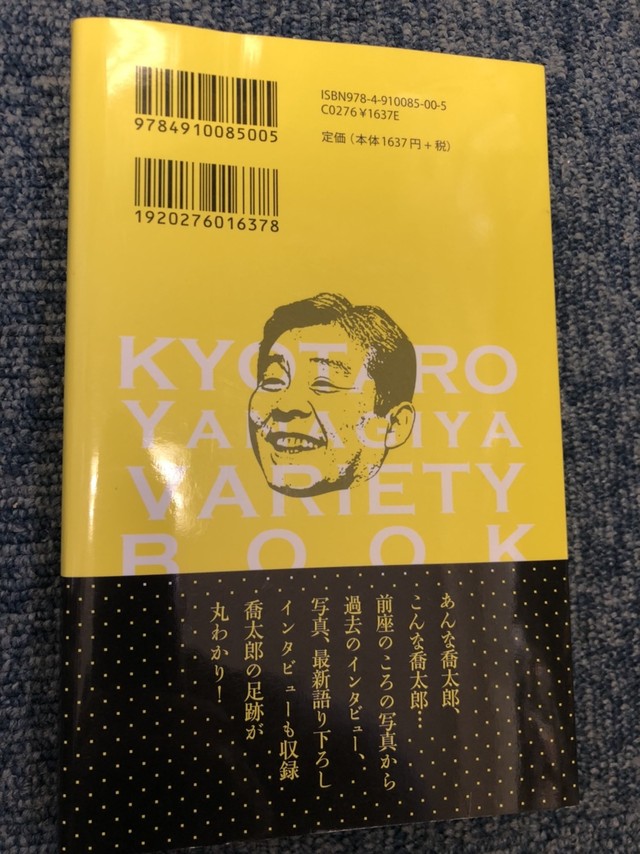 ISBN978-4-910085-00-5
C0276 ¥1637E
定価（本体1637円+税）
9784910085005
1920276016378
KYOTARO
YANAGIYA
VARIETY
BOOK
あんな喬太郎、
こんな喬太郎…
前座のころの写真から
過去のインタビュー、
写真、最新語り下ろし
インタビューも収録
喬太郎の足跡が
丸わかり！